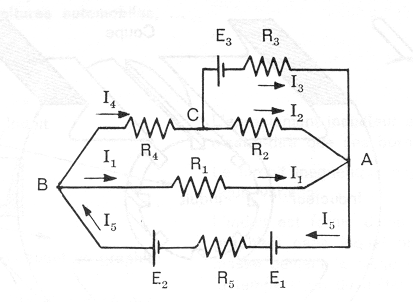 E3 R3
I3
I4 C I2
R4 R2
I1 R1 I1 A
B
I5 I5
E2 R5 E1